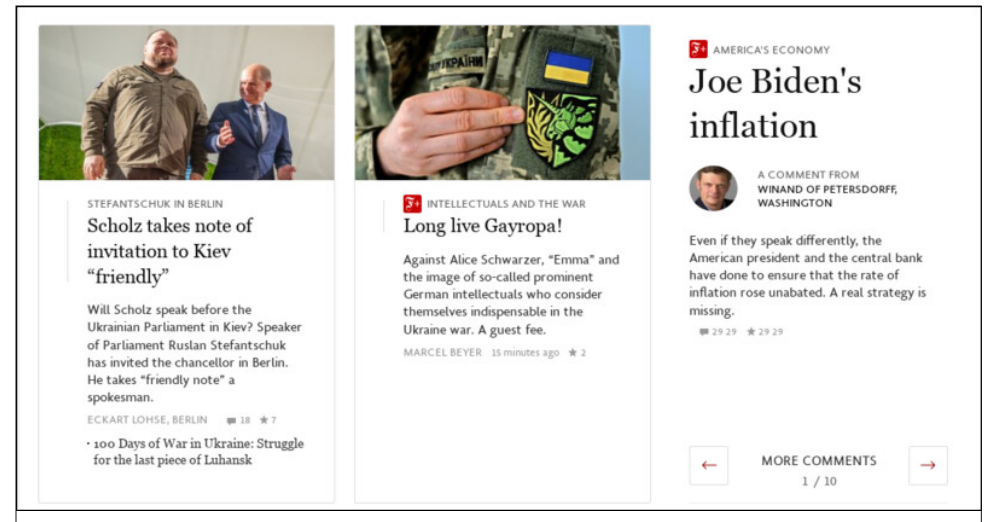 STEFANTSCHUK IN BERLIN
Scholz takes note of
invitation to Kiev
“friendly”
Will Scholz speak before the
Ukrainian Parliament in Kiev? Speaker
of Parliament Ruslan Stefantschuk
has invited the chancellor in Berlin.
He takes “friendly note” a
spokesman.
ECKART LOHSE, BERLIN 18 7
· 100 Days of War in Ukraine: Struggle
for the last piece of Luhansk
УКРАЇНИ
F+ INTELLECTUALS AND THE WAR
Long live Gayropa!
Against Alice Schwarzer, “Emma” and
the image of so-called prominent
German intellectuals who consider
themselves indispensable in the
Ukraine war. A guest fee.
MARCEL BEYER 15 minutes ago 2
F+ AMERICA'S ECONOMY
Joe Biden's
inflation
A COMMENT FROM
WINAND OF PETERSDORFF,
WASHINGTON
Even if they speak differently, the
American president and the central bank
have done to ensure that the rate of
inflation rose unabated. A real strategy is
missing.
29 29 29 29
← MORE COMMENTS →
1 / 10